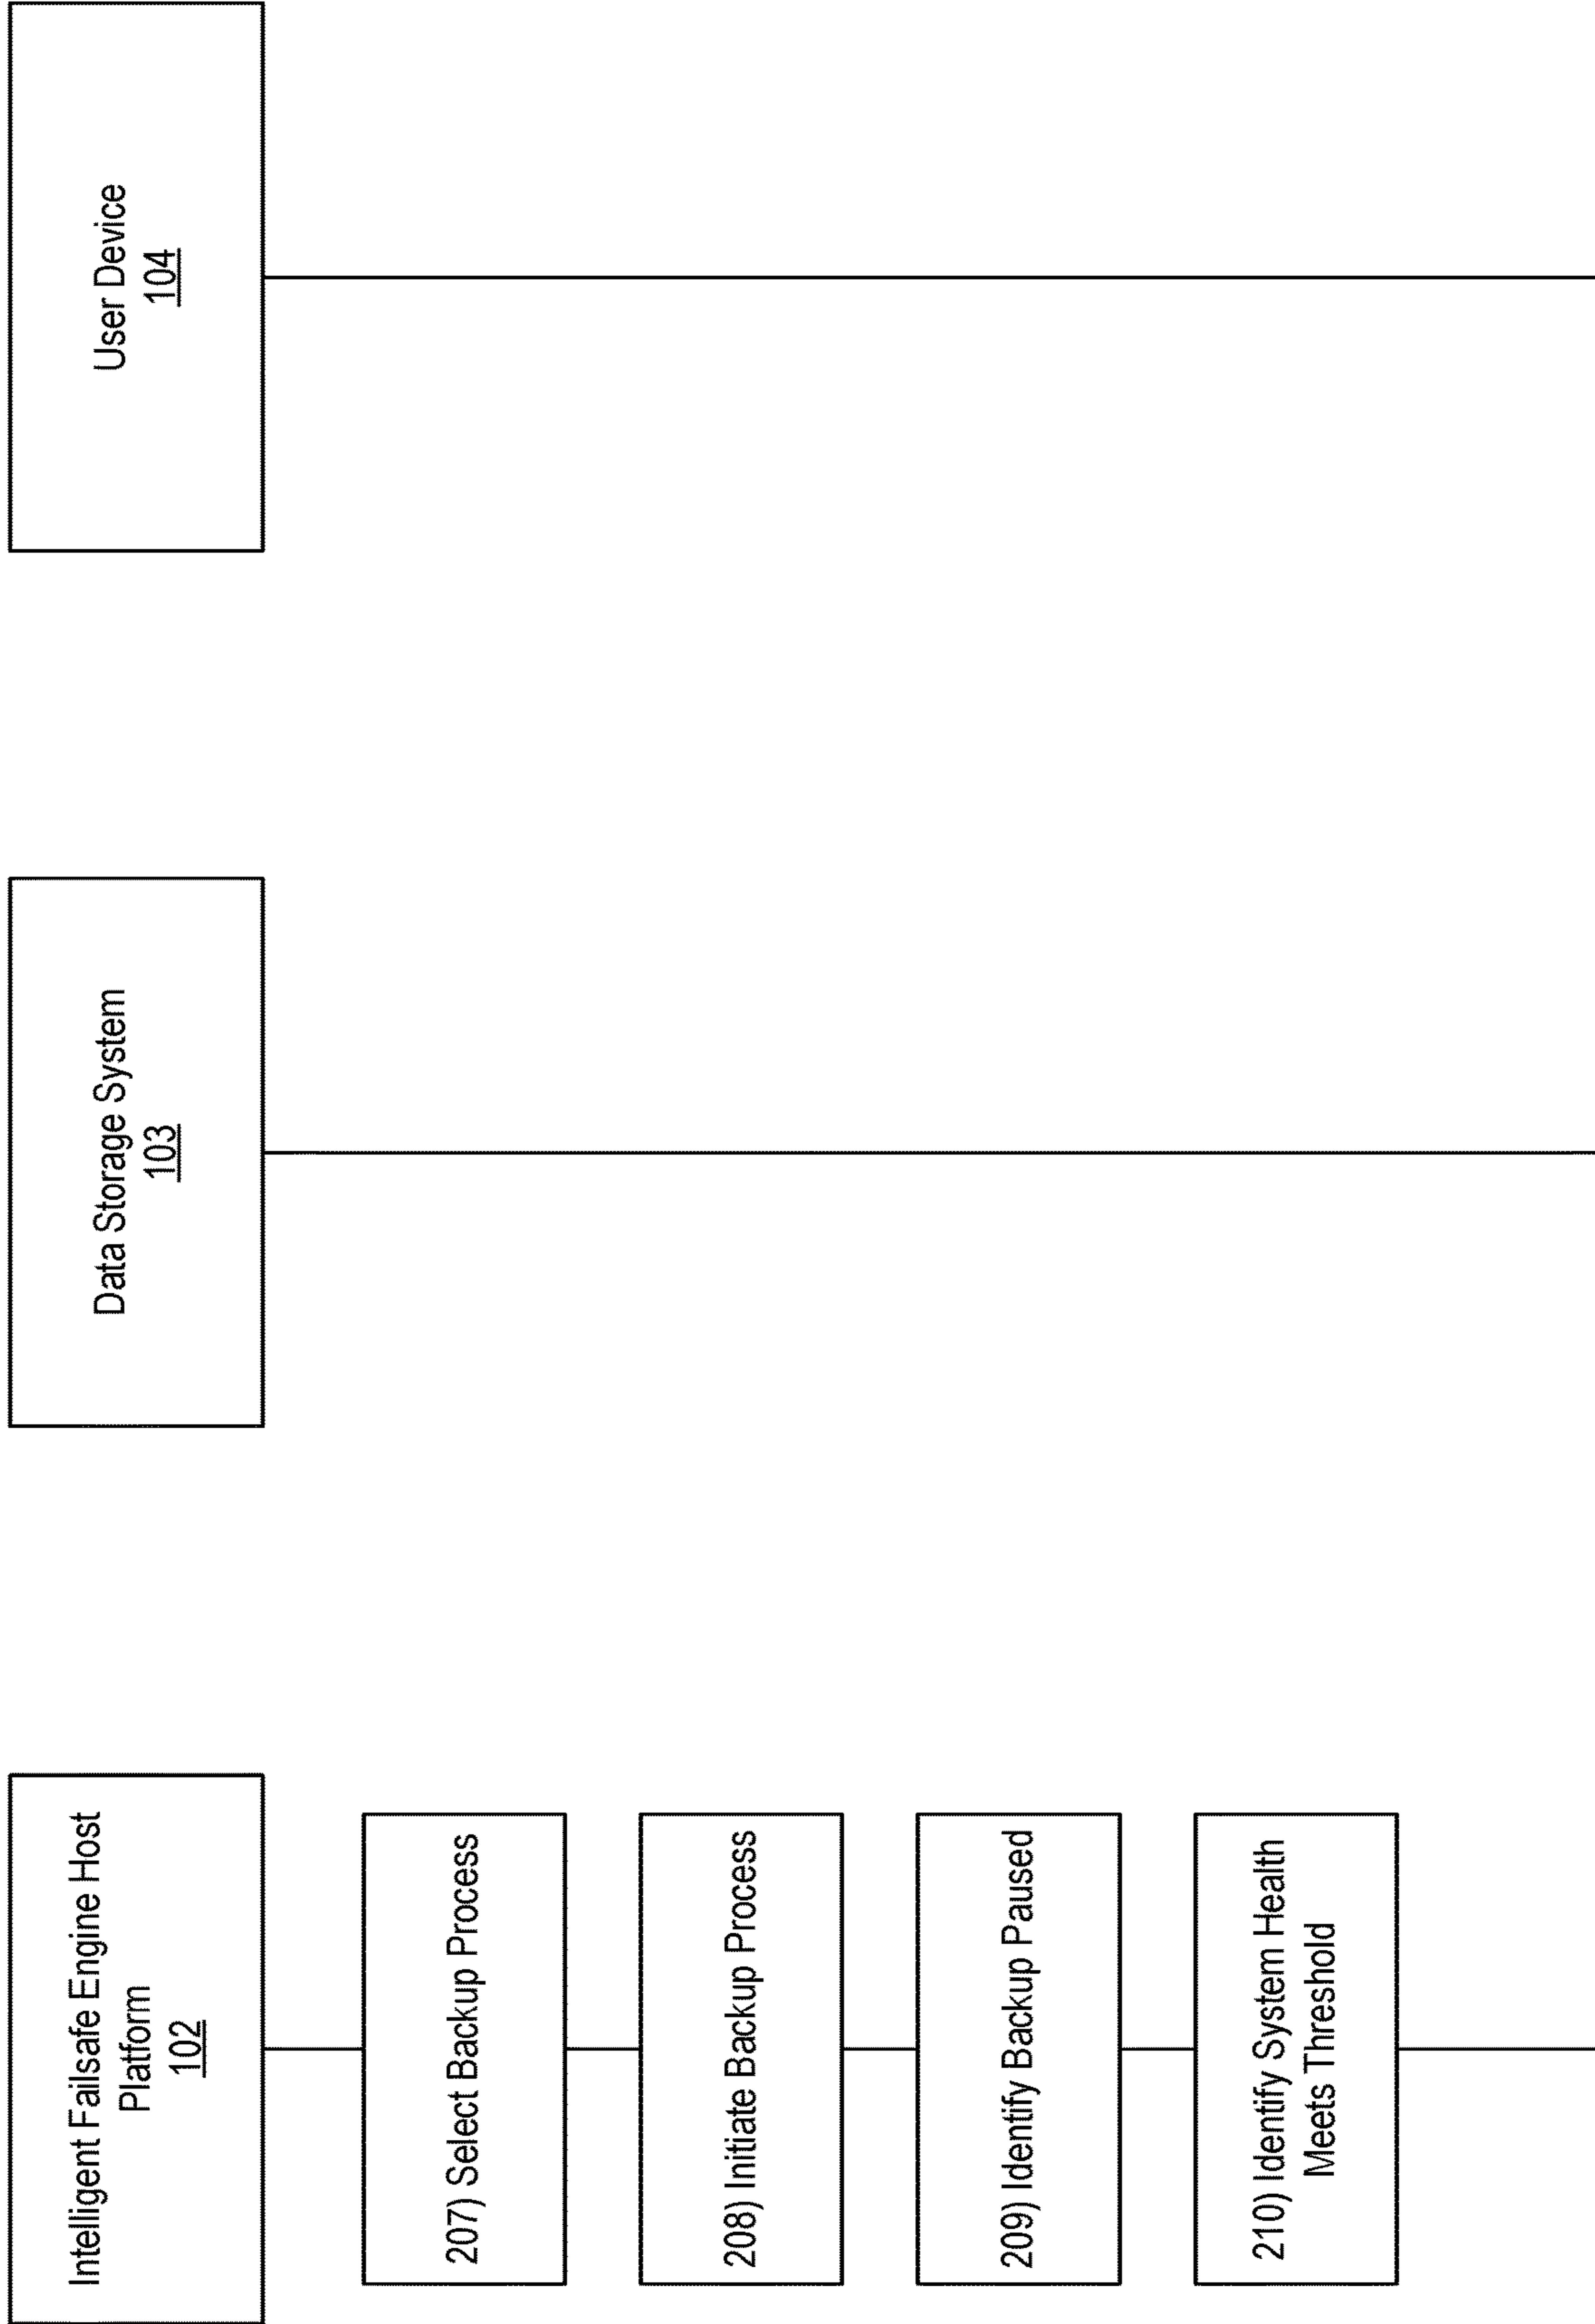 Intelligent Failsafe Engine Host
Platform
102
Data Storage System
103
User Device
104
207) Select Backup Process
208) Initiate Backup Process
209) Identify Backup Paused
210) Identify System Health
Meets Threshold